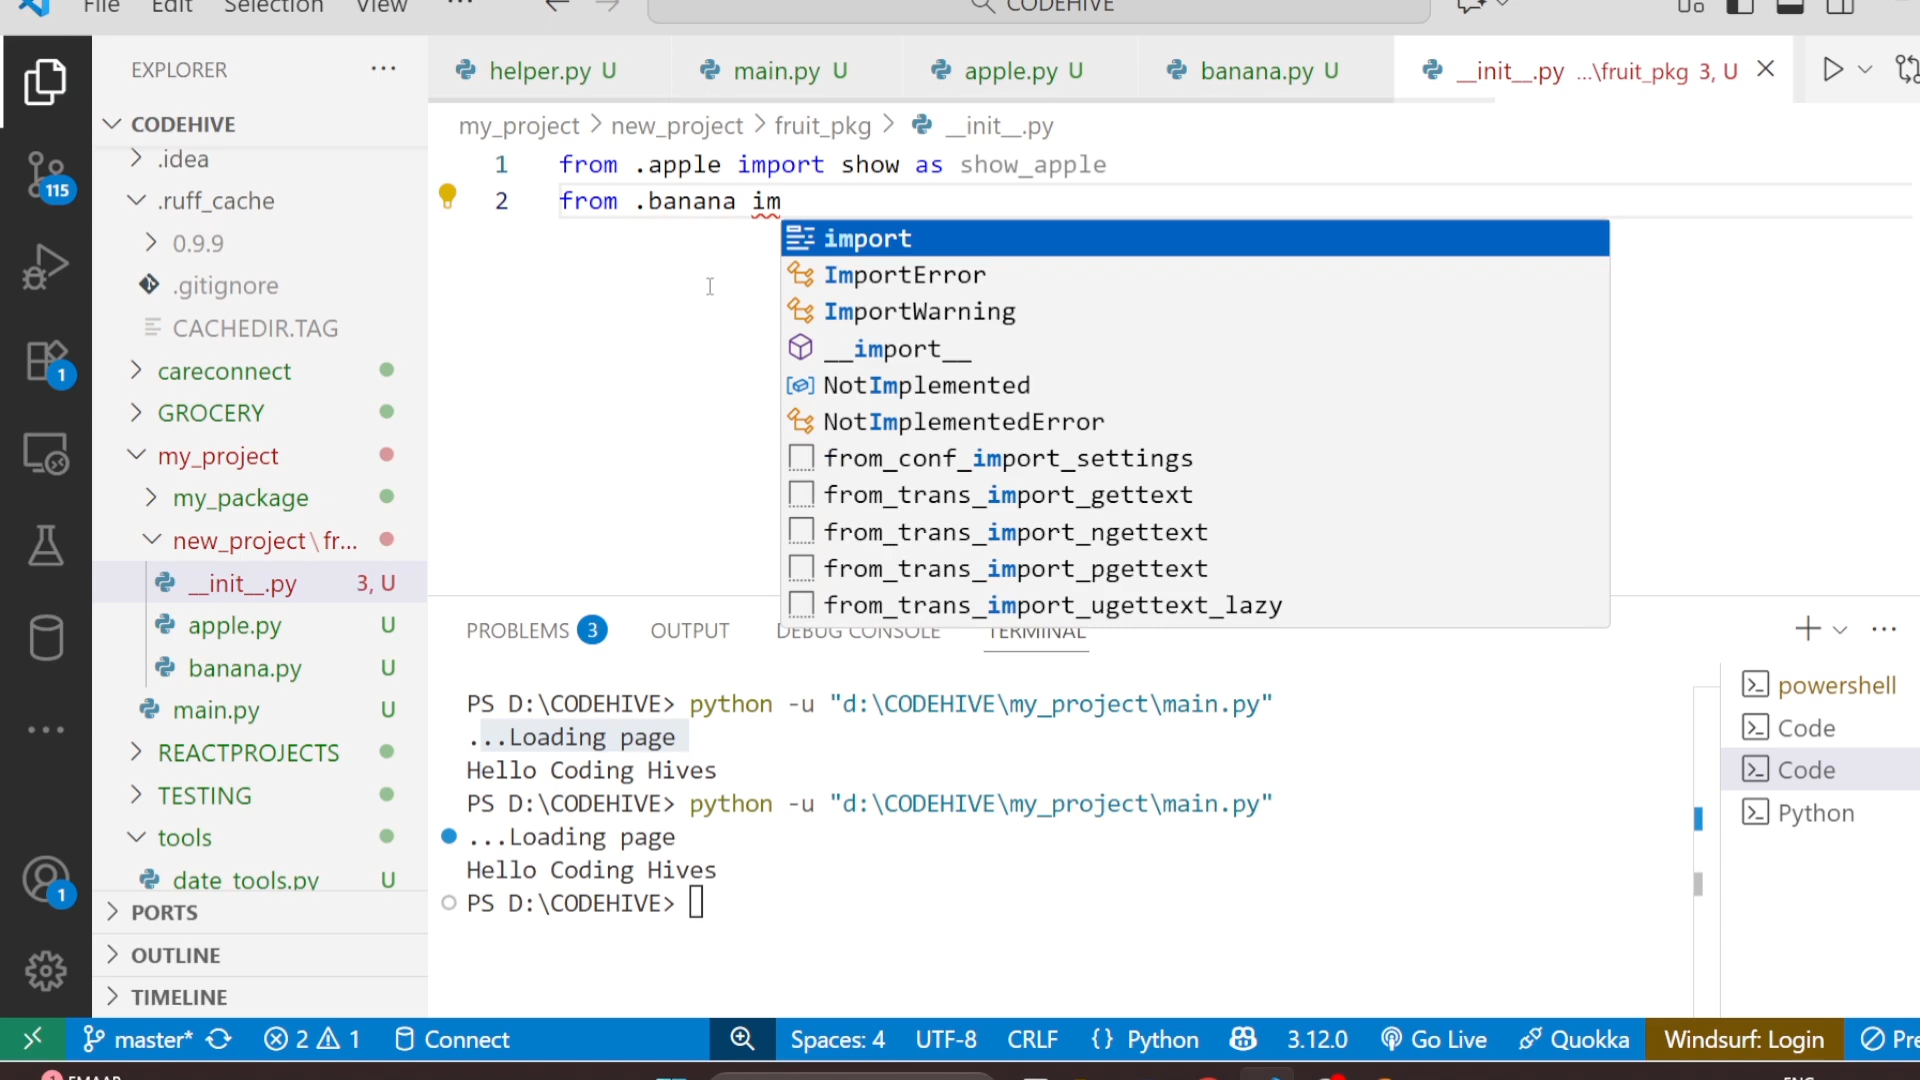 File Edit Selection View ... CODEHIVE
EXPLORER ...
helper.py U main.py U apple.py U banana.py U __init__.py ...\fruit_pkg 3, U
CODEHIVE
my_project > new_project > fruit_pkg > __init__.py
.idea
.ruff_cache
0.9.9
.gitignore
CACHEDIR.TAG
careconnect
GROCERY
my_project
my_package
new_project\fr...
__init__.py 3, U
apple.py U
banana.py U
main.py U
REACTPROJECTS
TESTING
tools
date_tools.py U
PORTS
OUTLINE
TIMELINE
115
1
1
1 from .apple import show as show_apple
2 from .banana im
import
ImportError
ImportWarning
__import__
NotImplemented
NotImplementedError
from_conf_import_settings
from_trans_import_gettext
from_trans_import_ngettext
from_trans_import_pgettext
from_trans_import_ugettext_lazy
PROBLEMS 3 OUTPUT DEBUG CONSOLE TERMINAL
PS D:\CODEHIVE> python -u "d:\CODEHIVE\my_project\main.py"
...Loading page
Hello Coding Hives
PS D:\CODEHIVE> python -u "d:\CODEHIVE\my_project\main.py"
...Loading page
Hello Coding Hives
PS D:\CODEHIVE>
powershell
Code
Code
Python
master* 2 1 Connect Spaces: 4 UTF-8 CRLF {} Python 3.12.0 Go Live Quokka Windsurf: Login Pre